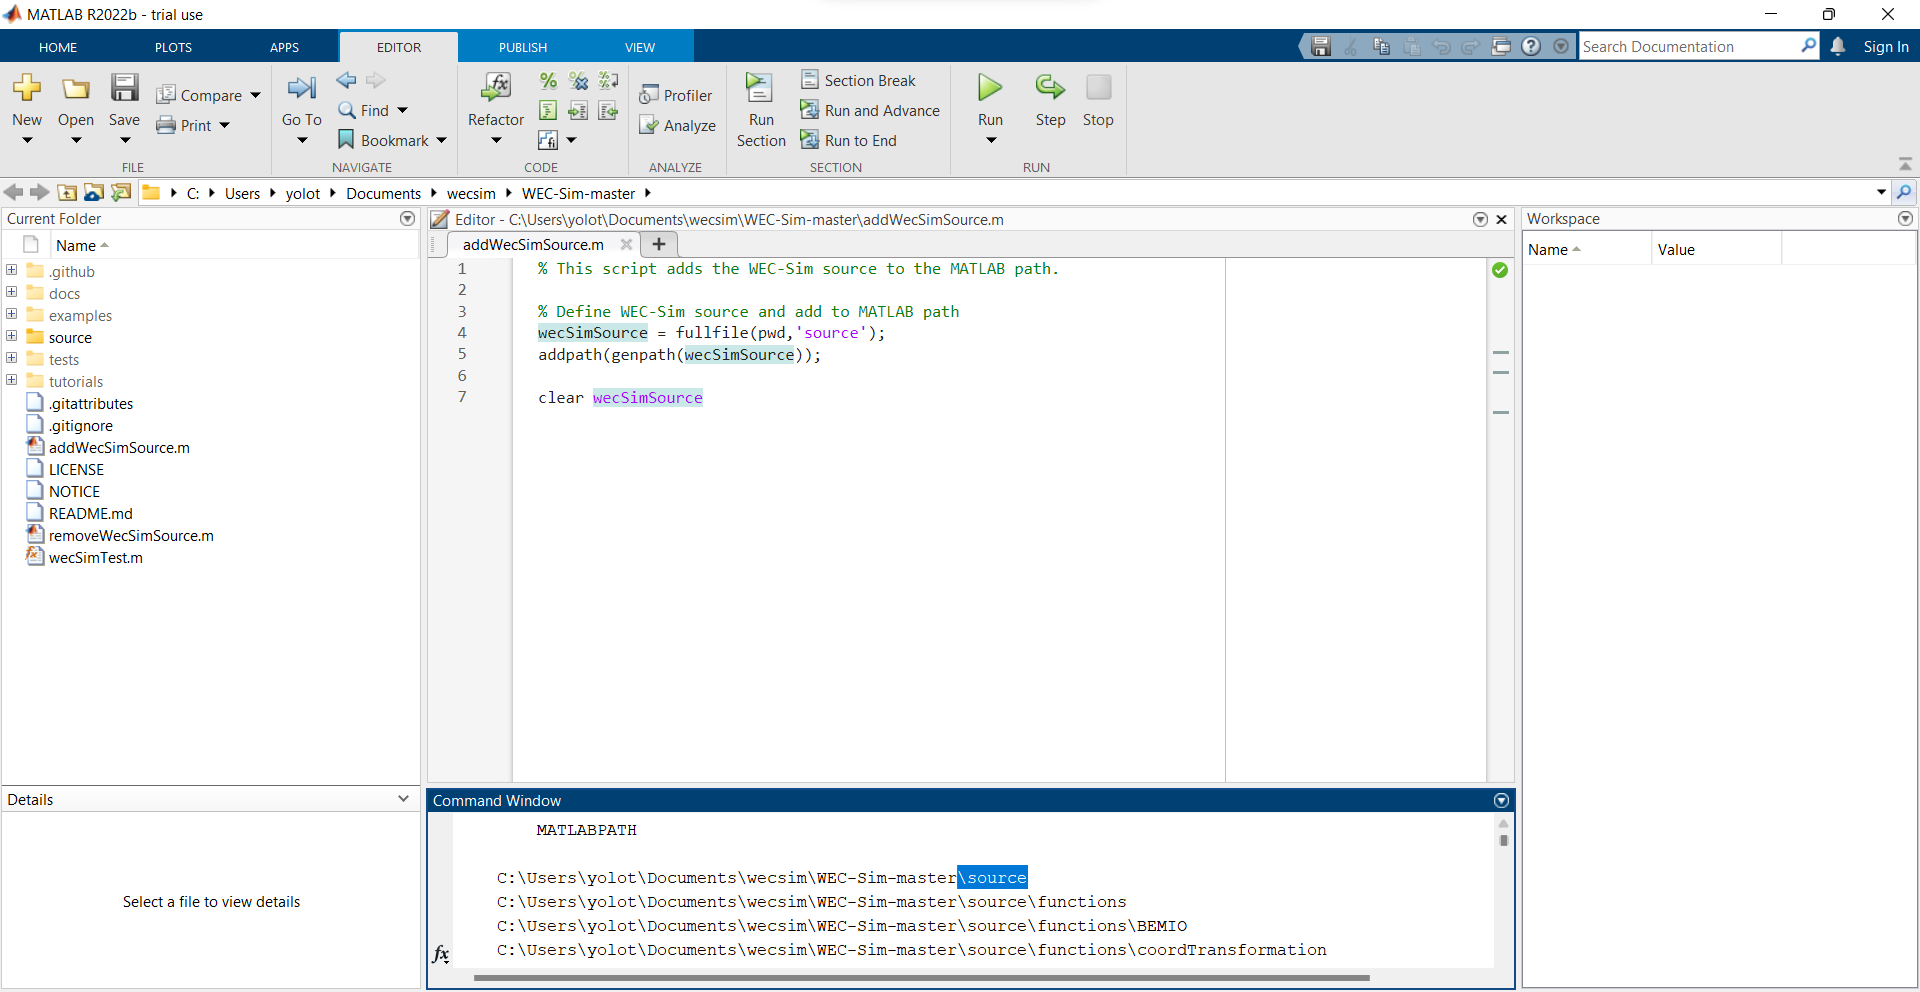 MATLAB R2022b - trial use
HOME PLOTS APPS EDITOR PUBLISH VIEW
Search Documentation
Sign In
New
Open
Save
Compare
Print
FILE
Go To
Find
Bookmark
NAVIGATE
Refactor
CODE
Profiler
Analyze
ANALYZE
Run
Section
Section Break
Run and Advance
Run to End
SECTION
Run
Step
Stop
RUN
C: Users yolot Documents wecsim WEC-Sim-master
Current Folder
Name
.github
docs
examples
source
tests
tutorials
.gitattributes
.gitignore
addWecSimSource.m
LICENSE
NOTICE
README.md
removeWecSimSource.m
wecSimTest.m
Details
Select a file to view details
Editor - C:\Users\yolot\Documents\wecsim\WEC-Sim-master\addWecSimSource.m
addWecSimSource.m
1 % This script adds the WEC-Sim source to the MATLAB path.
2
3 % Define WEC-Sim source and add to MATLAB path
4 wecSimSource = fullfile(pwd,'source');
5 addpath(genpath(wecSimSource));
6
7 clear wecSimSource
Command Window
MATLABPATH
C:\Users\yolot\Documents\wecsim\WEC-Sim-master\source
C:\Users\yolot\Documents\wecsim\WEC-Sim-master\source\functions
C:\Users\yolot\Documents\wecsim\WEC-Sim-master\source\functions\BEMIO
fx C:\Users\yolot\Documents\wecsim\WEC-Sim-master\source\functions\coordTransformation
Workspace
Name Value